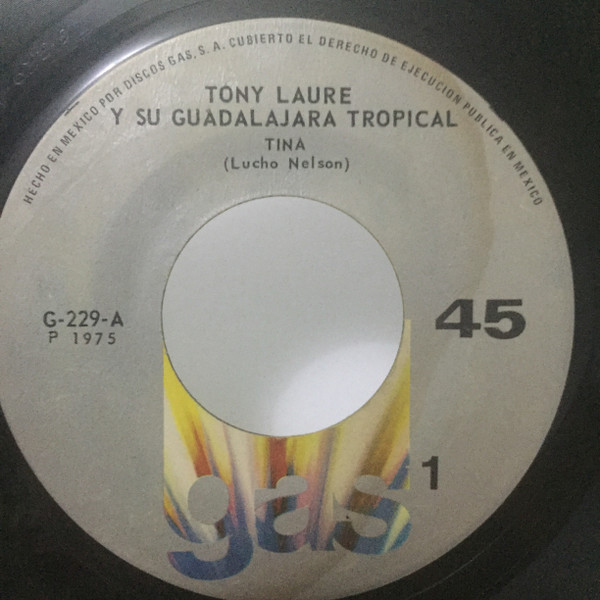 HECHO EN MEXICO POR DISCOS GAS, S. A. CUBIERTO EL DERECHO DE EJECUCION PUBLICA EN MEXICO
TONY LAURE
Y SU GUADALAJARA TROPICAL
TINA
(Lucho Nelson)
G-229-A
P 1975
45
1
gas